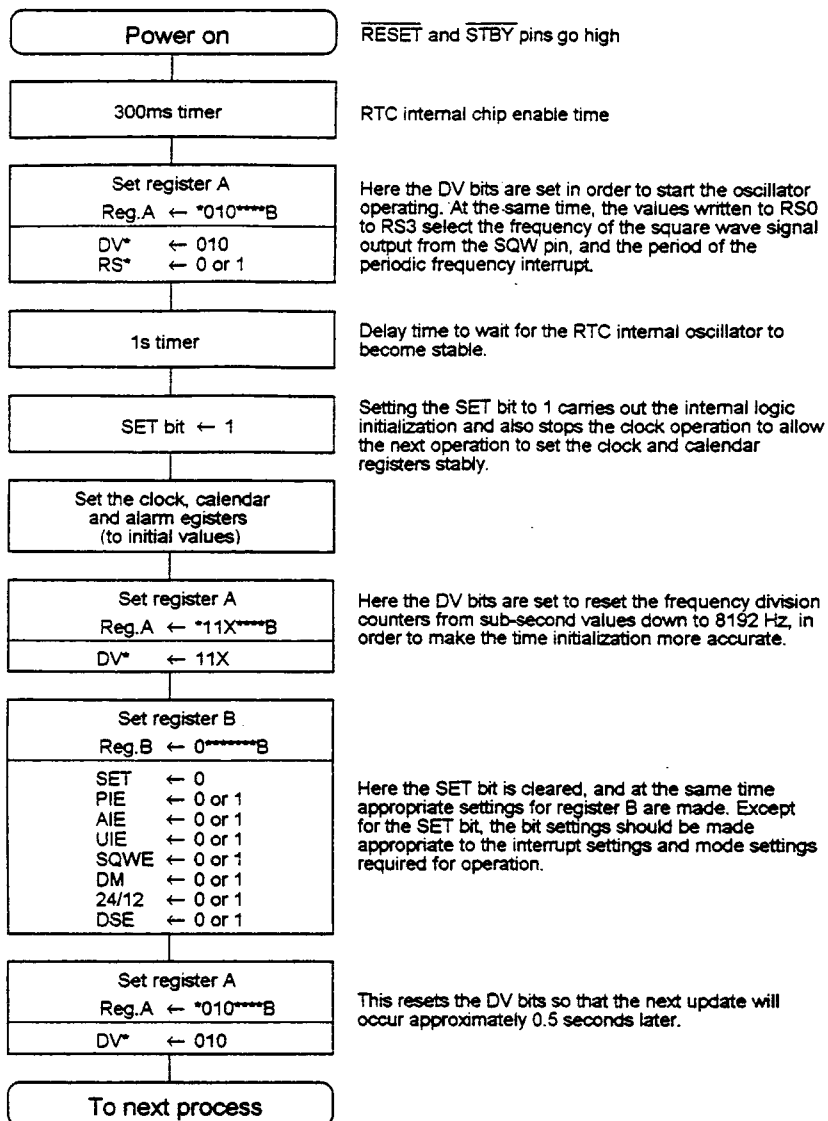 Power on
RESET and STBY pins go high
300ms timer
RTC internal chip enable time
Set register A
Reg.A ← *010****B
DV* ← 010
RS* ← 0 or 1
Here the DV bits are set in order to start the oscillator
operating. At the same time, the values written to RS0
to RS3 select the frequency of the square wave signal
output from the SQW pin, and the period of the
periodic frequency interrupt.
1s timer
Delay time to wait for the RTC internal oscillator to
become stable.
SET bit ← 1
Setting the SET bit to 1 carries out the internal logic
initialization and also stops the clock operation to allow
the next operation to set the clock and calendar
registers stably.
Set the clock, calendar
and alarm egisters
(to initial values)
Set register A
Reg.A ← *11X****B
DV* ← 11X
Here the DV bits are set to reset the frequency division
counters from sub-second values down to 8192 Hz, in
order to make the time initialization more accurate.
Set register B
Reg.B ← 0*******B
SET ← 0
PIE ← 0 or 1
AIE ← 0 or 1
UIE ← 0 or 1
SQWE ← 0 or 1
DM ← 0 or 1
24/12 ← 0 or 1
DSE ← 0 or 1
Here the SET bit is cleared, and at the same time
appropriate settings for register B are made. Except
for the SET bit, the bit settings should be made
appropriate to the interrupt settings and mode settings
required for operation.
Set register A
Reg.A ← *010****B
DV* ← 010
This resets the DV bits so that the next update will
occur approximately 0.5 seconds later.
To next process